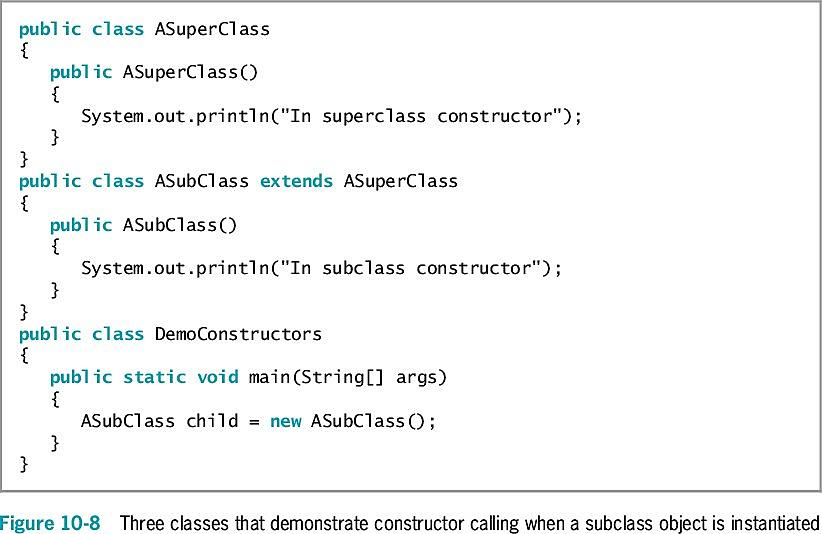 public class ASuperClass
{
   public ASuperClass()
   {
      System.out.println("In superclass constructor");
   }
}
public class ASubClass extends ASuperClass
{
   public ASubClass()
   {
      System.out.println("In subclass constructor");
   }
}
public class DemoConstructors
{
   public static void main(String[] args)
   {
      ASubClass child = new ASubClass();
   }
}
Figure 10-8 Three classes that demonstrate constructor calling when a subclass object is instantiated